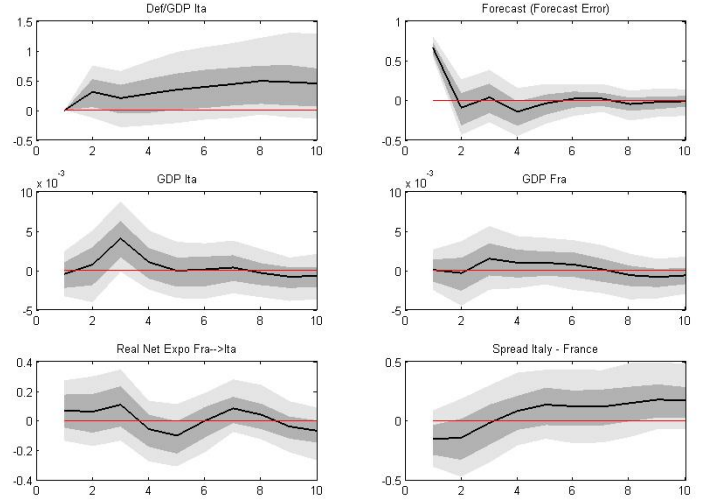 Def/GDP Ita
1.5
1
0.5
0
-0.5
0 2 4 6 8 10
Forecast (Forecast Error)
1
0.5
0
-0.5
0 2 4 6 8 10
GDP Ita
x 10^-3
10
5
0
-5
0 2 4 6 8 10
GDP Fra
x 10^-3
10
5
0
-5
0 2 4 6 8 10
Real Net Expo Fra-->Ita
0.4
0.2
0
-0.2
-0.4
0 2 4 6 8 10
Spread Italy - France
0.5
0
-0.5
0 2 4 6 8 10